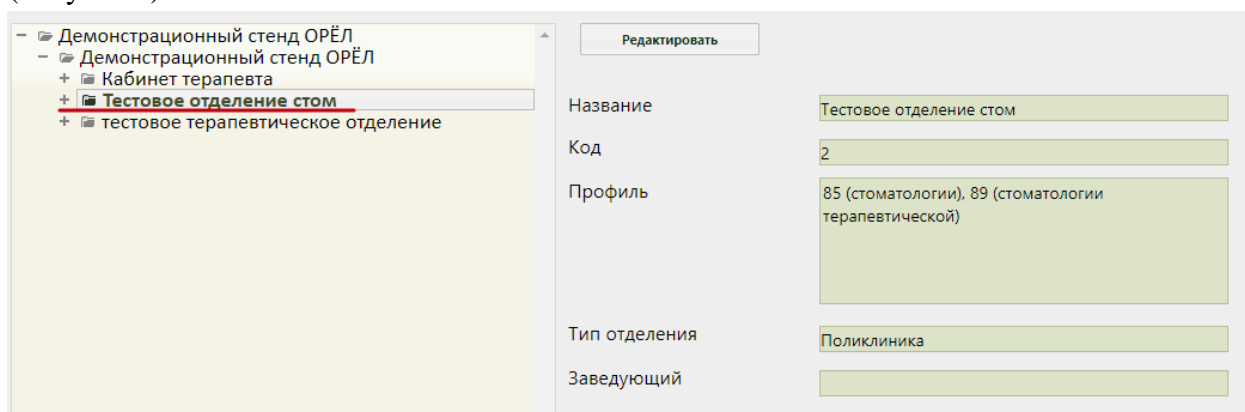 Демонстрационный стенд ОРЁЛ
Демонстрационный стенд ОРЁЛ
Кабинет терапевта
Тестовое отделение стом
тестовое терапевтическое отделение
Редактировать
Название
Тестовое отделение стом
Код
2
Профиль
85 (стоматологии), 89 (стоматологии
терапевтической)
Тип отделения
Поликлиника
Заведующий